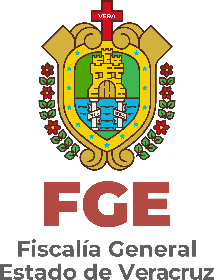 VERA
FGE
Fiscalía General
Estado de Veracruz